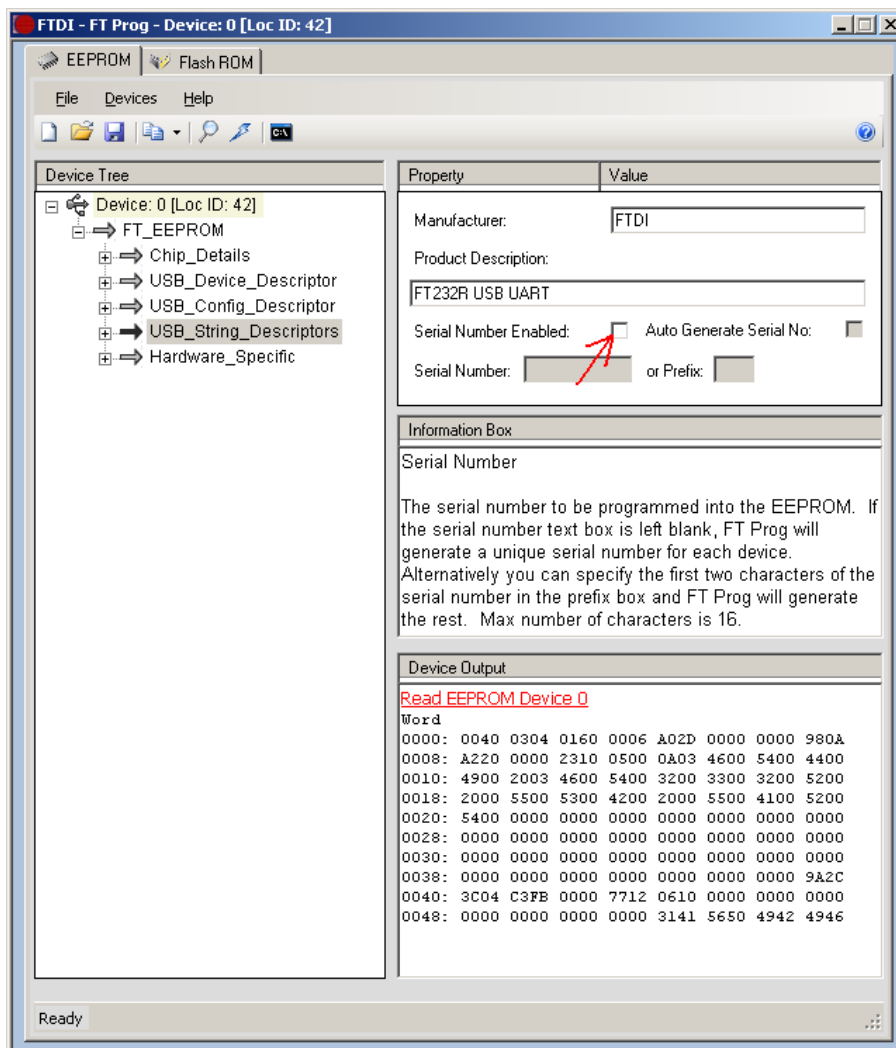 FTDI - FT Prog - Device: 0 [Loc ID: 42]
EEPROM Flash ROM
File Devices Help
C:\
Device Tree
Device: 0 [Loc ID: 42]
FT_EEPROM
Chip_Details
USB_Device_Descriptor
USB_Config_Descriptor
USB_String_Descriptors
Hardware_Specific
Property Value
Manufacturer: FTDI
Product Description:
FT232R USB UART
Serial Number Enabled: Auto Generate Serial No:
Serial Number: or Prefix:
Information Box
Serial Number
The serial number to be programmed into the EEPROM. If
the serial number text box is left blank, FT Prog will
generate a unique serial number for each device.
Alternatively you can specify the first two characters of the
serial number in the prefix box and FT Prog will generate
the rest. Max number of characters is 16.
Device Output
Read EEPROM Device 0
Word
0000: 0040 0304 0160 0006 A02D 0000 0000 980A
0008: A220 0000 2310 0500 0A03 4600 5400 4400
0010: 4900 2003 4600 5400 3200 3300 3200 5200
0018: 2000 5500 5300 4200 2000 5500 4100 5200
0020: 5400 0000 0000 0000 0000 0000 0000 0000
0028: 0000 0000 0000 0000 0000 0000 0000 0000
0030: 0000 0000 0000 0000 0000 0000 0000 0000
0038: 0000 0000 0000 0000 0000 0000 0000 9A2C
0040: 3C04 C3FB 0000 7712 0610 0000 0000 0000
0048: 0000 0000 0000 0000 3141 5650 4942 4946
Ready